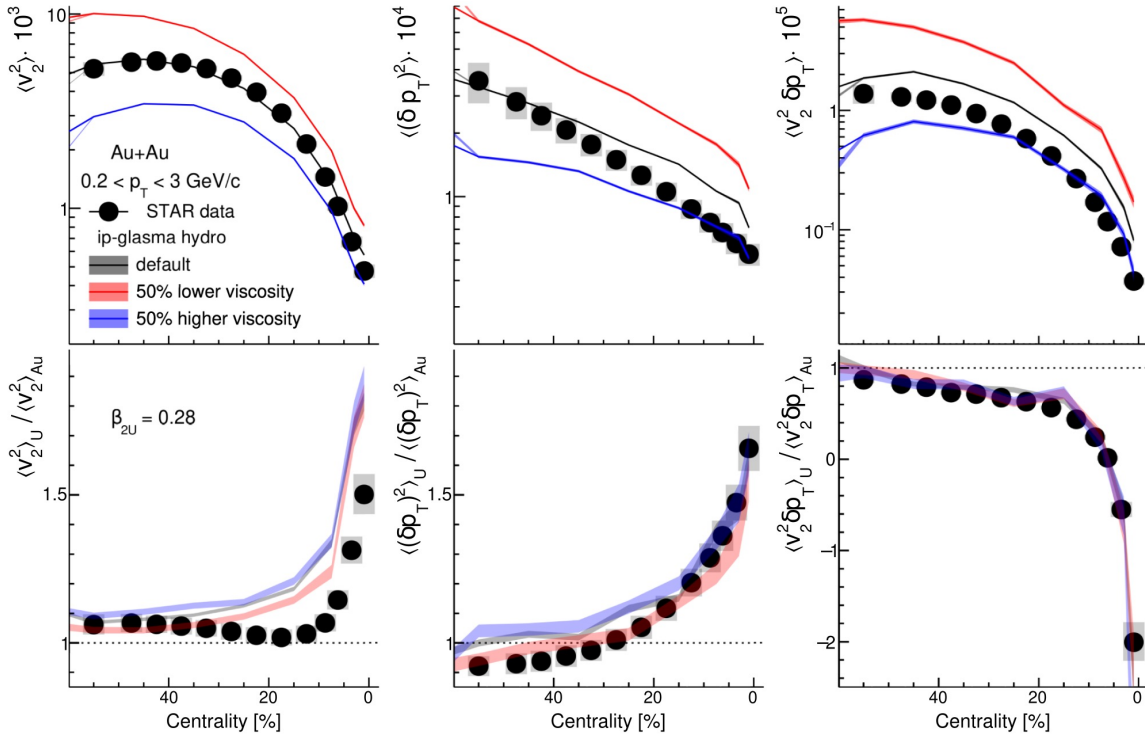 ⟨v₂²⟩· 10³
10
1
Au+Au
0.2 < p_T < 3 GeV/c
STAR data
ip-glasma hydro
default
50% lower viscosity
50% higher viscosity
⟨(δ p_T)²⟩ · 10⁴
1
⟨v₂² δp_T⟩ · 10⁵
1
10⁻¹
⟨v₂²⟩_U / ⟨v₂²⟩_Au
1.5
1
β_2U = 0.28
40 20 0
Centrality [%]
⟨(δp_T)²⟩_U / ⟨(δp_T)²⟩_Au
1.5
1
40 20 0
Centrality [%]
⟨v₂²δp_T⟩_U / ⟨v₂²δp_T⟩_Au
1
0
−1
−2
40 20 0
Centrality [%]